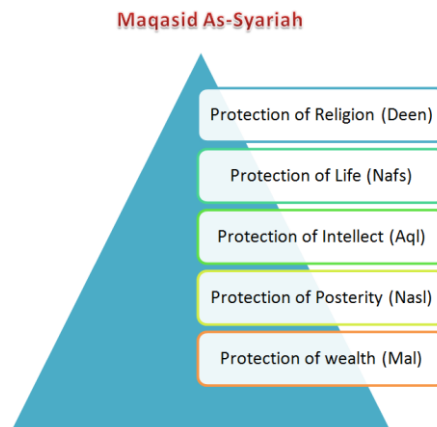 Maqasid As-Syariah
Protection of Religion (Deen)
Protection of Life (Nafs)
Protection of Intellect (Aql)
Protection of Posterity (Nasl)
Protection of wealth (Mal)